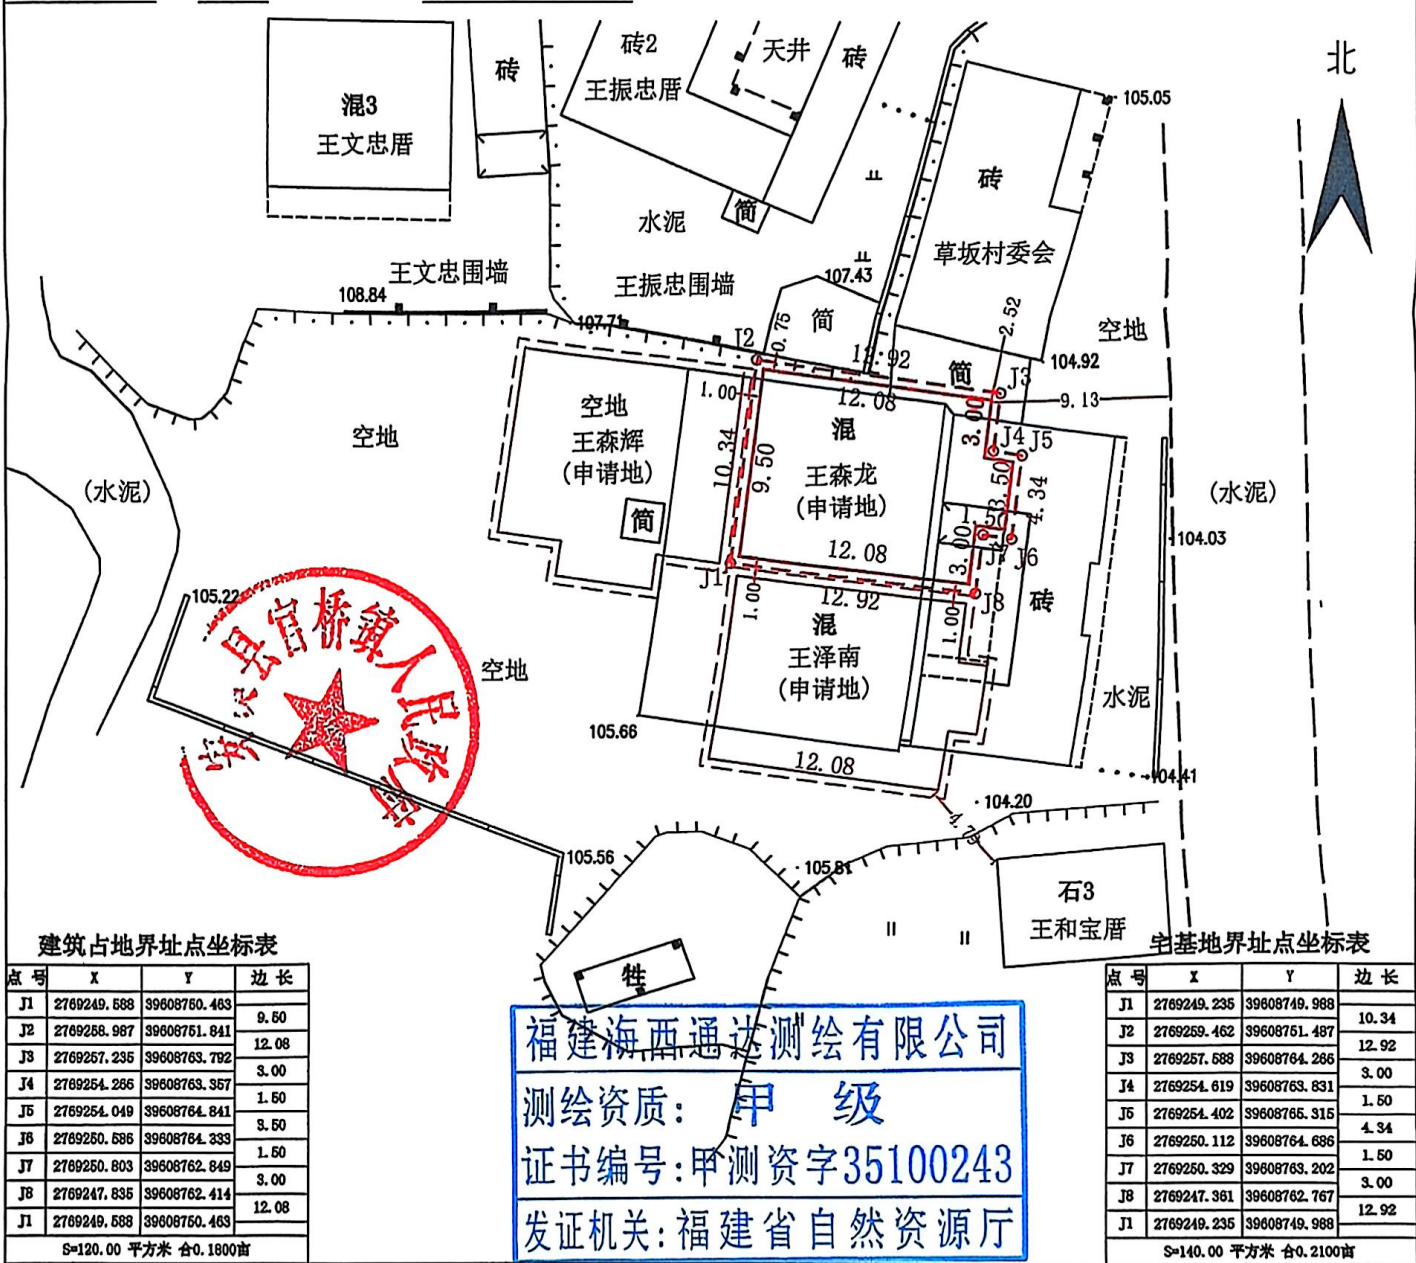 北
砖
砖2
王振忠厝
天井
砖
混3
王文忠厝
105.05
砖
草坂村委会
简
水泥
王文忠围墙
王振忠围墙
107.43
108.84
107.71
简
0.75
12.92
2.52
空地
104.92
简
J2
J3
9.13
1.00
12.08
3.00
空地
王森辉
(申请地)
空地
混
王森龙
(申请地)
10.34
9.50
J4
J5
3.50
4.34
(水泥)
(水泥)
简
1.50
104.03
12.08
3.00
J7
J6
J1
J8
1.00
12.92
1.00
砖
105.22
混
王泽南
(申请地)
空地
水泥
105.66
12.08
104.41
104.20
4.79
105.56
105.81
石3
王和宝厝
牲
县官桥镇人民政府
建筑占地界址点坐标表
点号 X Y 边长
J1 2769249.588 39608750.463
9.50
J2 2769258.987 39608751.841
12.08
J3 2769257.235 39608763.792
3.00
J4 2769254.266 39608763.357
1.50
J5 2769254.049 39608764.841
3.50
J6 2769250.586 39608764.333
1.50
J7 2769250.803 39608762.849
3.00
J8 2769247.835 39608762.414
12.08
J1 2769249.588 39608750.463
S=120.00 平方米 合0.1800亩
福建海西通达测绘有限公司
测绘资质: 甲 级
证书编号:甲测资字35100243
发证机关:福建省自然资源厅
宅基地界址点坐标表
点号 X Y 边长
J1 2769249.235 39608749.988
10.34
J2 2769259.462 39608751.487
12.92
J3 2769257.588 39608764.266
3.00
J4 2769254.619 39608763.831
1.50
J5 2769254.402 39608765.315
4.34
J6 2769250.112 39608764.686
1.50
J7 2769250.329 39608763.202
3.00
J8 2769247.361 39608762.767
12.92
J1 2769249.235 39608749.988
S=140.00 平方米 合0.2100亩